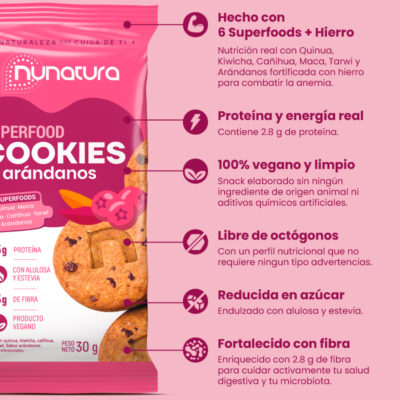 NATURALEZA QUE CUIDA DE TI +
nunatura
PERFOOD
COOKIES
arándanos
SUPERFOODS
Maca
Cañihua Tarwi
Arándanos
PROTEÍNA
CON ALULOSA
Y ESTEVIA
DE FIBRA
PRODUCTO
VEGANO
PESO
NETO 30 g
Hecho con
6 Superfoods + Hierro
Nutrición real con Quinua,
Kiwicha, Cañihua, Maca, Tarwi y
Arándanos fortificada con hierro
para combatir la anemia.
Proteína y energía real
Contiene 2.8 g de proteína.
100% vegano y limpio
Snack elaborado sin ningún
ingrediente de origen animal ni
aditivos químicos artificiales.
Libre de octógonos
Con un perfil nutricional que no
requiere ningun tipo advertencias.
Reducida en azúcar
Endulzado con alulosa y estevia.
Fortalecido con fibra
Enriquecido con 2.8 g de fibra
para cuidar activamente tu salud
digestiva y tu microbiota.